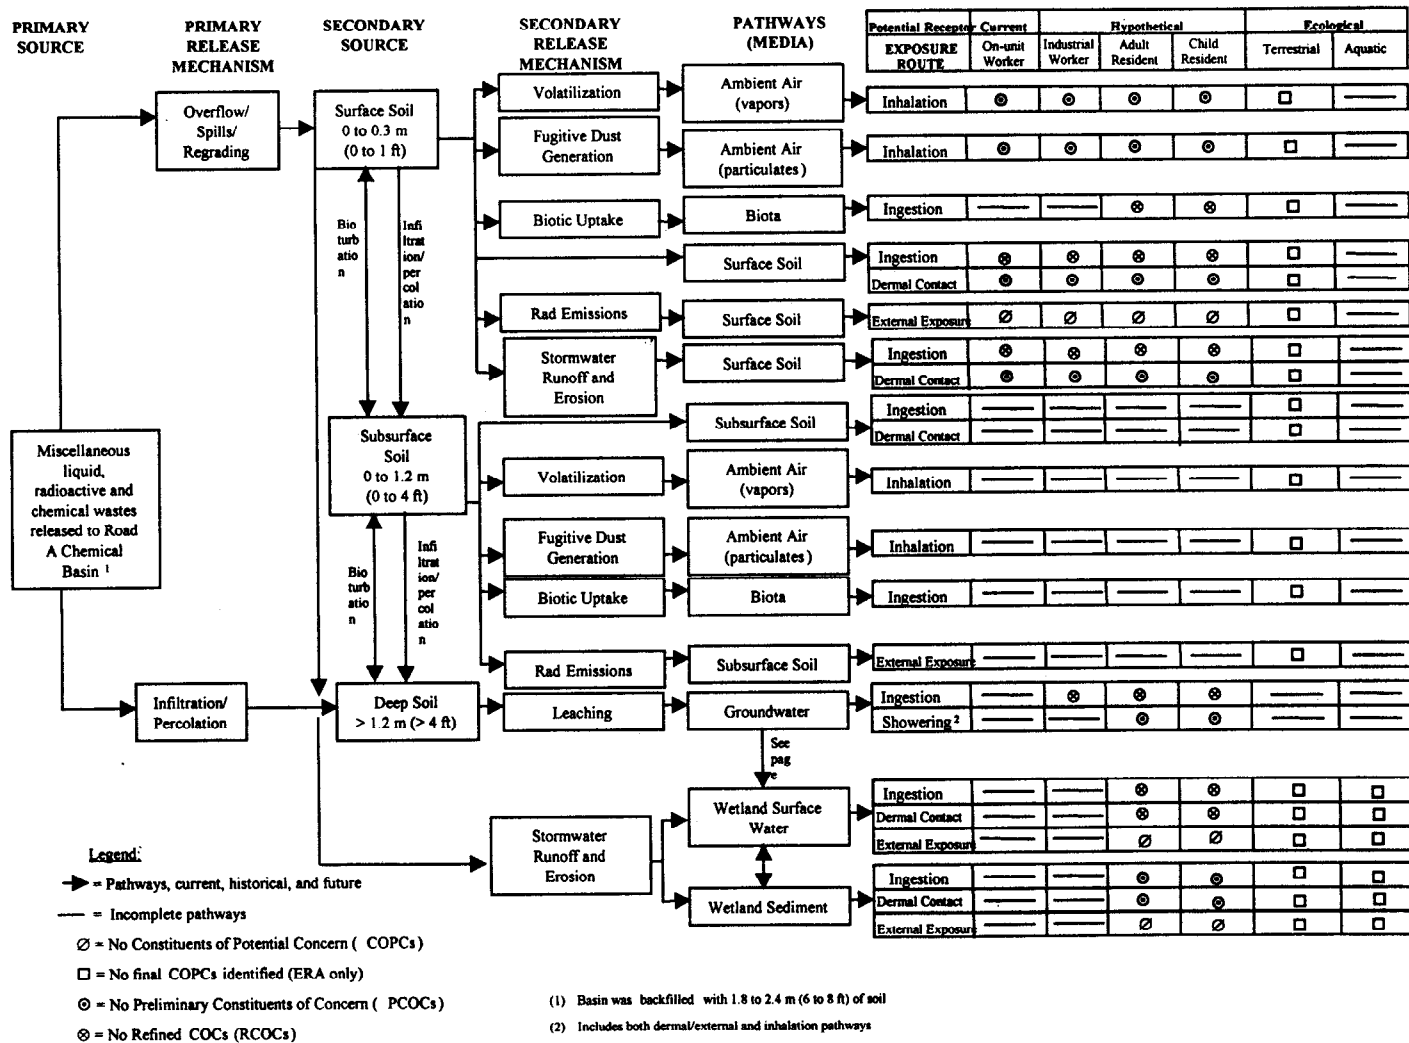 PRIMARY
SOURCE
PRIMARY
RELEASE
MECHANISM
SECONDARY
SOURCE
SECONDARY
RELEASE
MECHANISM
PATHWAYS
(MEDIA)
Potential Receptor Current Hypothetical Ecological
EXPOSURE
ROUTE
On-unit
Worker
Industrial
Worker
Adult
Resident
Child
Resident
Terrestrial
Aquatic
Overflow/
Spills/
Regrading
Surface Soil
0 to 0.3 m
(0 to 1 ft)
Volatilization
Ambient Air
(vapors)
Inhalation
Fugitive Dust
Generation
Ambient Air
(particulates)
Inhalation
Biotic Uptake
Biota
Ingestion
Bio
turb
atio
n
Infi
ltrat
ion/
per
col
atio
n
Surface Soil
Ingestion
Dermal Contact
Rad Emissions
Surface Soil
External Exposure
Stormwater
Runoff and
Erosion
Surface Soil
Ingestion
Dermal Contact
Miscellaneous
liquid,
radioactive and
chemical wastes
released to Road
A Chemical
Basin 1
Subsurface
Soil
0 to 1.2 m
(0 to 4 ft)
Subsurface Soil
Ingestion
Dermal Contact
Volatilization
Ambient Air
(vapors)
Inhalation
Bio
turb
atio
n
Infi
ltrat
ion/
per
col
atio
n
Fugitive Dust
Generation
Ambient Air
(particulates)
Inhalation
Biotic Uptake
Biota
Ingestion
Rad Emissions
Subsurface Soil
External Exposure
Infiltration/
Percolation
Deep Soil
> 1.2 m (> 4 ft)
Leaching
Groundwater
Ingestion
Showering 2
See
pag
e
Stormwater
Runoff and
Erosion
Wetland Surface
Water
Ingestion
Dermal Contact
External Exposure
Wetland Sediment
Ingestion
Dermal Contact
External Exposure
Legend:
= Pathways, current, historical, and future
= Incomplete pathways
∅ = No Constituents of Potential Concern ( COPCs)
□ = No final COPCs identified (ERA only)
⊙ = No Preliminary Constituents of Concern ( PCOCs)
⊗ = No Refined COCs (RCOCs)
(1) Basin was backfilled with 1.8 to 2.4 m (6 to 8 ft) of soil
(2) Includes both dermal/external and inhalation pathways